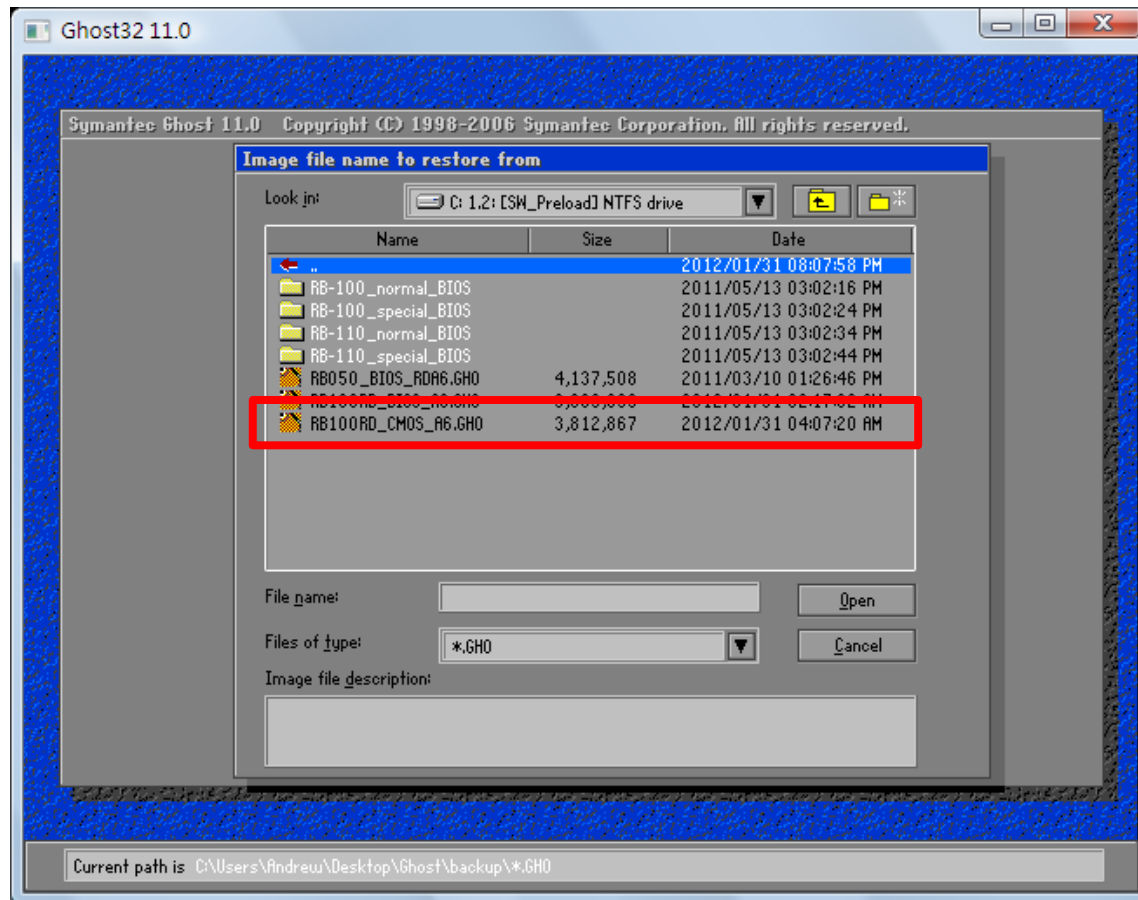 Ghost32 11.0
Symantec Ghost 11.0 Copyright (C) 1998-2006 Symantec Corporation. All rights reserved.
Image file name to restore from
Look in: C: 1.2: [SW_Preload] NTFS drive
Name Size Date
.. 2012/01/31 08:07:58 PM
RB-100_normal_BIOS 2011/05/13 03:02:16 PM
RB-100_special_BIOS 2011/05/13 03:02:24 PM
RB-110_normal_BIOS 2011/05/13 03:02:34 PM
RB-110_special_BIOS 2011/05/13 03:02:44 PM
RB050_BIOS_RDA6.GHO 4,137,508 2011/03/10 01:26:46 PM
RB100RD_CMOS_A6.GHO 3,812,867 2012/01/31 04:07:20 AM
File name: Open
Files of type: *.GHO Cancel
Image file description:
Current path is C:\Users\Andrew\Desktop\Ghost\backup\*.GHO